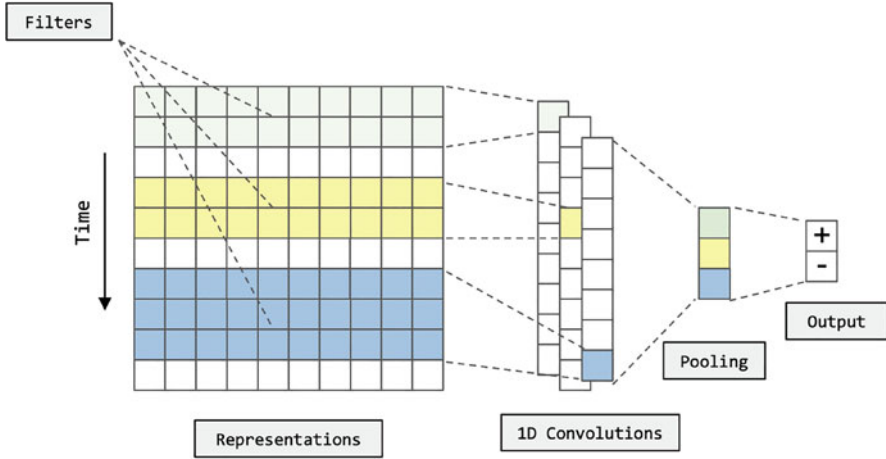 Filters
Time
+
-
Output
Pooling
Representations
1D Convolutions